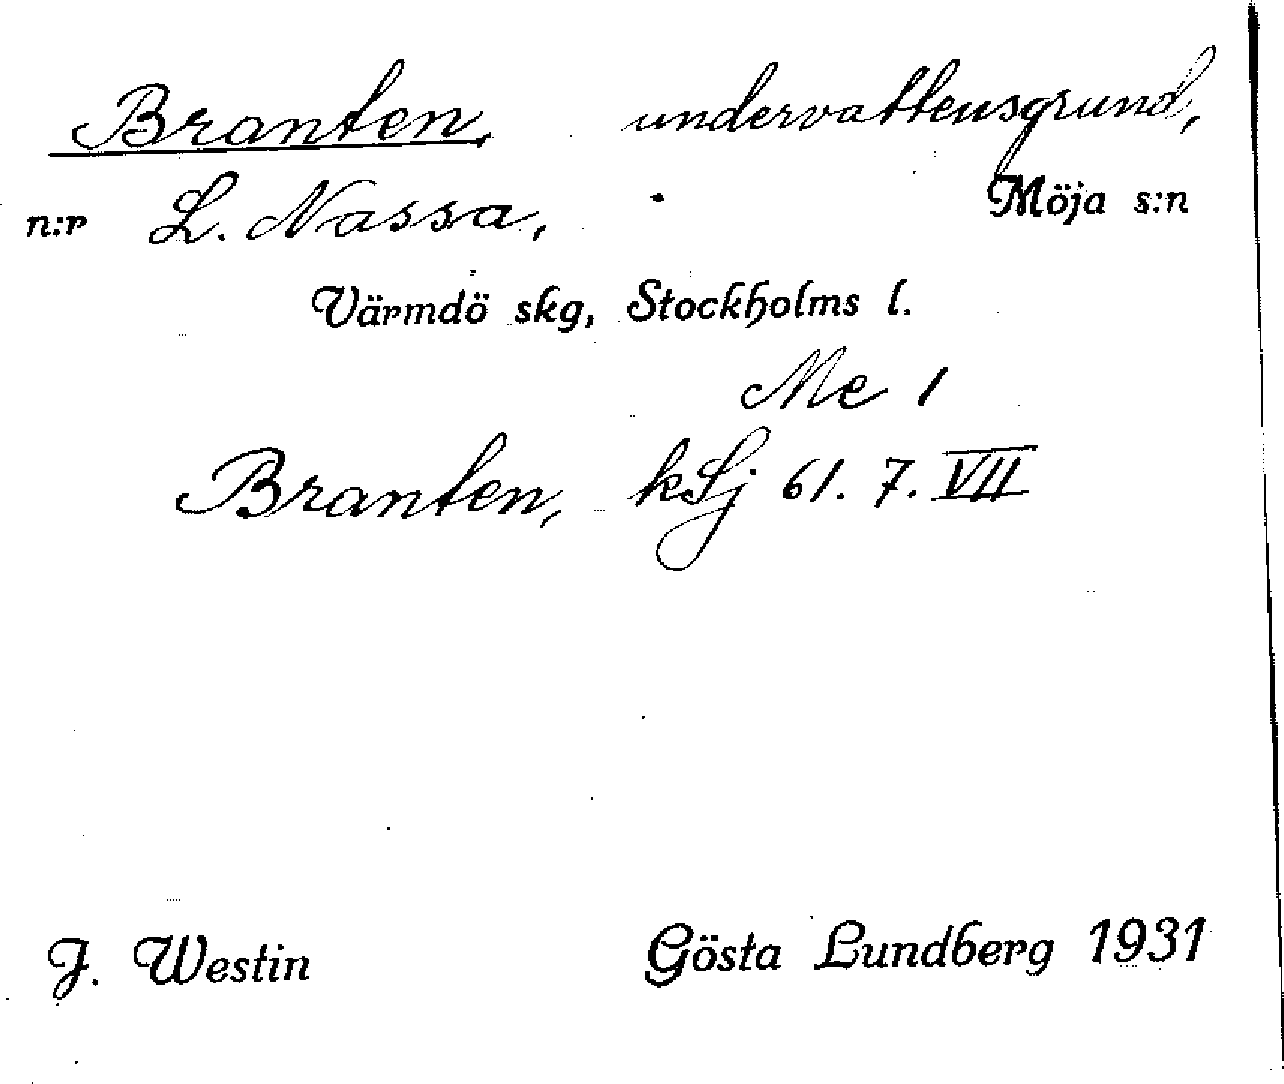 Branten, undervattensgrund,
n:r L. Nassa, Möja s:n
Värmdö skg, Stockholms l.
Me 1
Branten, kSj 61. 7. VII
J. Westin Gösta Lundberg 1931